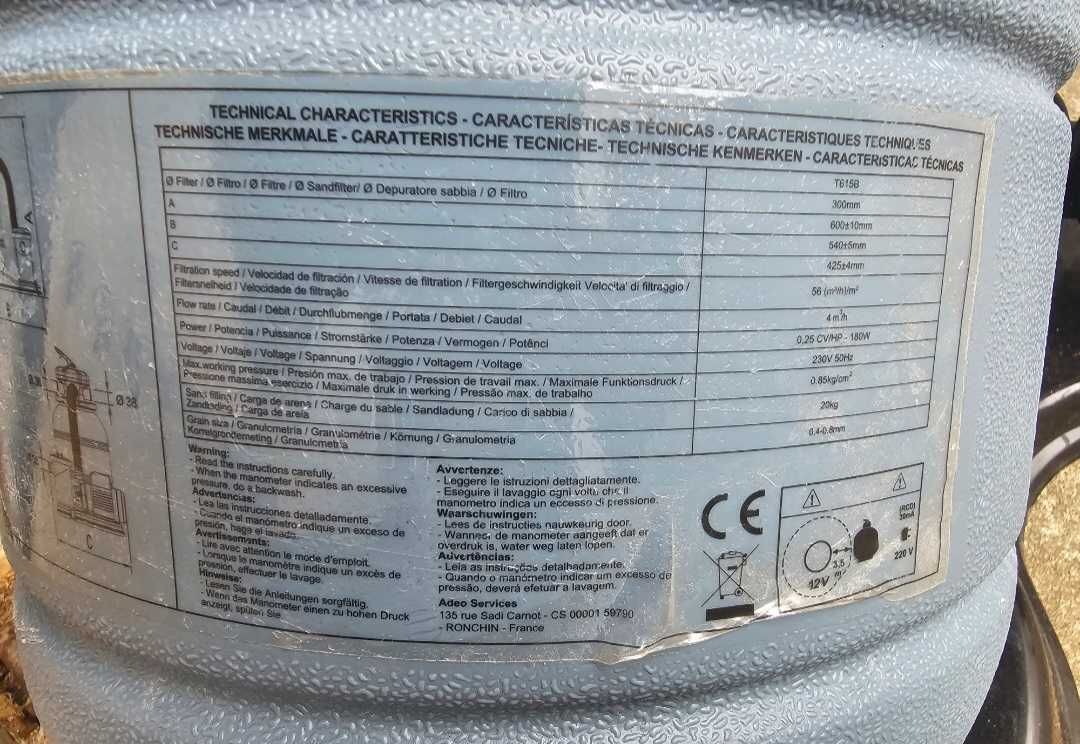 TECHNICAL CHARACTERISTICS - CARACTERÍSTICAS TÉCNICAS - CARACTERISTIQUES TECHNIQUES
TECHNISCHE MERKMALE - CARATTERISTICHE TECNICHE- TECHNISCHE KENMERKEN - CARACTERISTICAS TÉCNICAS
T615B
Ø Filter / Ø Filtro / Ø Filtre / Ø Sandfilter/ Ø Depuratore sabbia / Ø Filtro 300mm
A 600±10mm
B 540±5mm
C 425±4mm
Filtration speed / Velocidad de filtración / Vitesse de filtration / Filtergeschwindigkeit Velocita' di filtraggio /
Filtersnelheid / Velocidade de filtração 56 (m³/h)/m²
Flow rate / Caudal / Débit / Durchflubmenge / Portata / Debiet / Caudal 4 m³/h
Power / Potencia / Puissance / Stromstärke / Potenza / Vermogen / Potênci 0,25 CV/HP - 180W
Voltage / Voltaje / Voltage / Spannung / Voltaggio / Voltagem / Voltage 230V 50Hz
Max.working pressure / Presión max. de trabajo / Pression de travail max. / Maximale Funktionsdruck /
Pressione massima esercizio / Maximale druk in werking / Pressão max. de trabalho 0.85kg/cm²
Sand filling / Carga de arena / Charge du sable / Sandladung / Carico di sabbia /
Zandlading / Carga de areia 20kg
Grain size / Granulometria / Granulométrie / Körnung / Granulometria
Korrelgrondemeting / Granulometria 0.4-0.8mm
Ø 38
C
Warning:
- Read the instructions carefully.
- When the manometer indicates an excessive
pressure, do a backwash.
Advertencias:
- Lea las instrucciones detalladamente.
- Cuando el manómetro indique un exceso de
presión, haga el lavado.
Avertissements:
- Lire avec attention le mode d'emploit.
- Lorsque le manomètre indique un excés de
pression, effectuer le lavage.
Hinweise:
- Lesen Sie die Anleitungen sorgfältig.
- Wenn das Manometer einen zu hohen Druck
anzeigt, spülen Sie
Avvertenze:
- Leggere le istruzioni dettagliatamente.
- Eseguire il lavaggio ogni volta che il
manometro indica un eccesso di pressione.
Waarschuwingen:
- Lees de instructies nauwkeurig door.
- Wanneer de manometer aangeeft dat er
overdruk is, water weg laten lopen.
Advertências:
- Leia as instruções detalhadamente.
- Quando o manómetro indicar um excesso de
pressão, deverá efetuar a lavagem.
Adeo Services
135 rue Sadi Carnot - CS 00001 59790
- RONCHIN - France
CE
(RCD)
30mA
3.5
m
12V
220 V